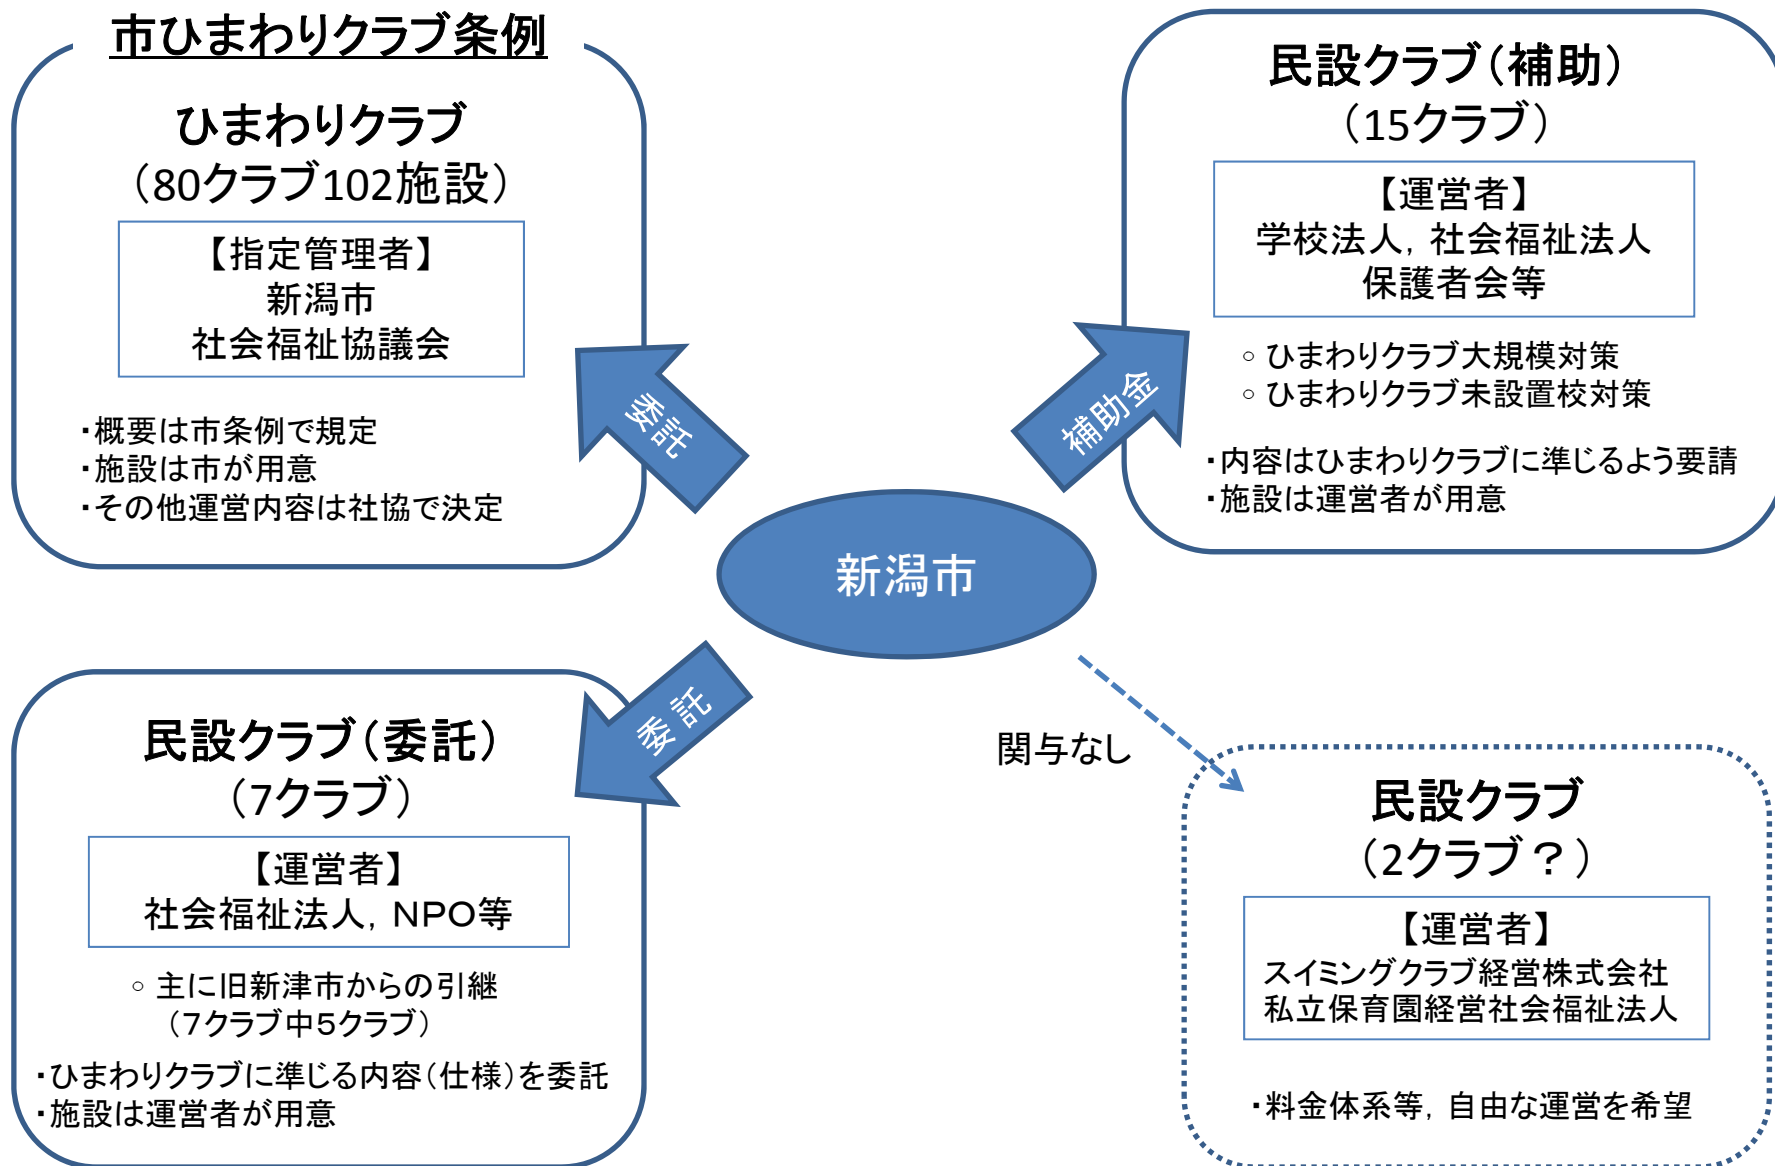 市ひまわりクラブ条例
ひまわりクラブ
（80クラブ102施設）
【指定管理者】
新潟市
社会福祉協議会
・概要は市条例で規定
・施設は市が用意
・その他運営内容は社協で決定
委託
民設クラブ（補助）
（15クラブ）
【運営者】
学校法人，社会福祉法人
保護者会等
○ ひまわりクラブ大規模対策
○ ひまわりクラブ未設置校対策
・内容はひまわりクラブに準じるよう要請
・施設は運営者が用意
補助金
新潟市
民設クラブ（委託）
（7クラブ）
【運営者】
社会福祉法人，NPO等
○ 主に旧新津市からの引継
（7クラブ中5クラブ）
・ひまわりクラブに準じる内容（仕様）を委託
・施設は運営者が用意
委託
関与なし
民設クラブ
（2クラブ？）
【運営者】
スイミングクラブ経営株式会社
私立保育園経営社会福祉法人
・料金体系等，自由な運営を希望